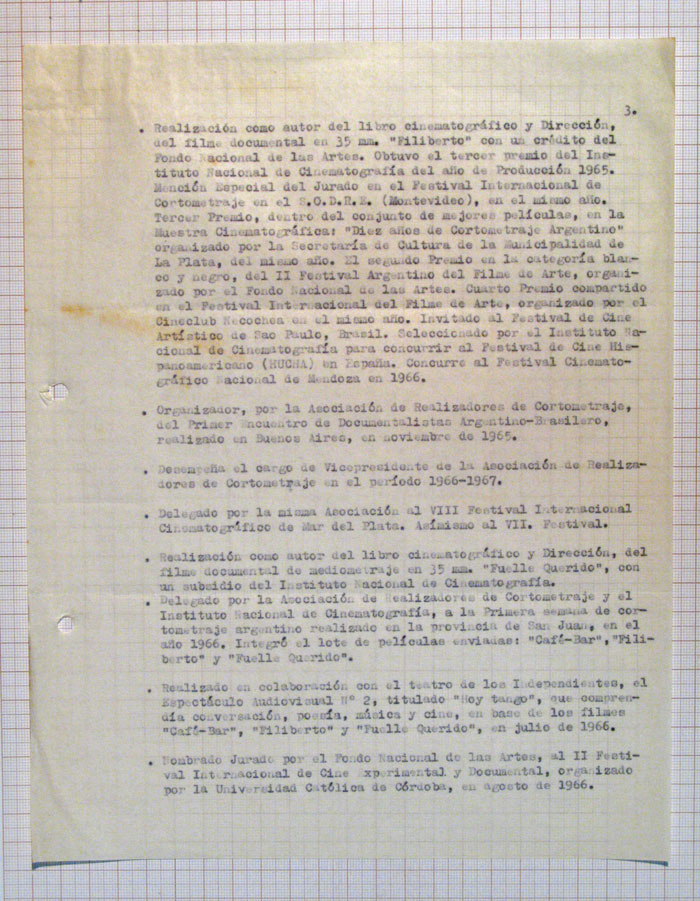 3.
. Realización como autor del libro cinematográfico y Dirección,
del filme documental en 35 mm. "Filiberto" con un crédito del
Fondo Nacional de las Artes. Obtuvo el tercer premio del Ins-
tituto Nacional de Cinematografía del año de Producción 1965.
Mención Especial del Jurado en el Festival Internacional de
Cortometraje en el S.O.D.R.E. (Montevideo), en el mismo año.
Tercer Premio, dentro del conjunto de mejores películas, en la
Muestra Cinematográfica: "Diez años de Cortometraje Argentino"
organizado por la Secretaría de Cultura de la Municipalidad de
La Plata, del mismo año. El segundo Premio en la categoría blan-
co y negro, del II Festival Argentino del Filme de Arte, organi-
zado por el Fondo Nacional de las Artes. Cuarto Premio compartido
en el Festival Internacional del Filme de Arte, organizado por el
Cineclub Necochea en el mismo año. Invitado al Festival de Cine
Artístico de Sao Paulo, Brasil. Seleccionado por el Instituto Na-
cional de Cinematografía para concurrir al Festival de Cine His-
panoamericano (HUCHA) en España. Concurre al Festival Cinemato-
gráfico Nacional de Mendoza en 1966.
. Organizador, por la Asociación de Realizadores de Cortometraje,
del Primer Encuentro de Documentalistas Argentino-Brasilero,
realizado en Buenos Aires, en noviembre de 1965.
. Desempeña el cargo de Vicepresidente de la Asociación de Realiza-
dores de Cortometraje en el período 1966-1967.
. Delegado por la misma Asociación al VIII Festival Internacional
Cinematográfico de Mar del Plata. Asímismo al VII. Festival.
. Realización como autor del libro cinematográfico y Dirección, del
filme documental de mediometraje en 35 mm. "Fuelle Querido", con
un subsidio del Instituto Nacional de Cinematografía.
. Delegado por la Asociación de Realizadores de Cortometraje y el
Instituto Nacional de Cinematografía, a la Primera semana de cor-
tometraje argentino realizado en la provincia de San Juan, en el
año 1966. Integró el lote de películas enviadas: "Café-Bar","Fili-
berto" y "Fuelle Querido".
. Realizado en colaboración con el teatro de los Independientes, el
Espectáculo Audiovisual Nº 2, titulado "Hoy tango", que compren-
día conversación, poesía, música y cine, en base de los filmes
"Café-Bar", "Filiberto" y "Fuelle Querido", en julio de 1966.
. Nombrado Jurado por el Fondo Nacional de las Artes, al II Festi-
val Internacional de Cine Experimental y Documental, organizado
por la Universidad Católica de Córdoba, en agosto de 1966.